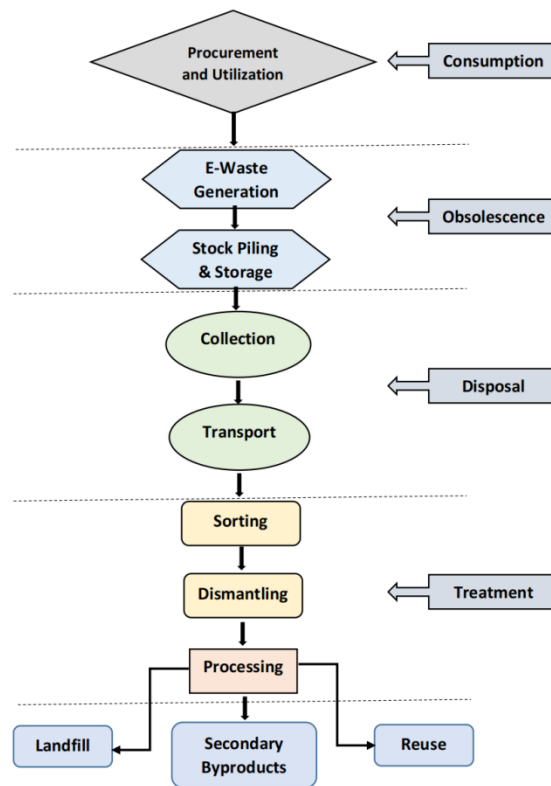 Procurement
and Utilization
Consumption
E-Waste
Generation
Obsolescence
Stock Piling
& Storage
Collection
Disposal
Transport
Sorting
Dismantling
Treatment
Processing
Landfill
Secondary
Byproducts
Reuse